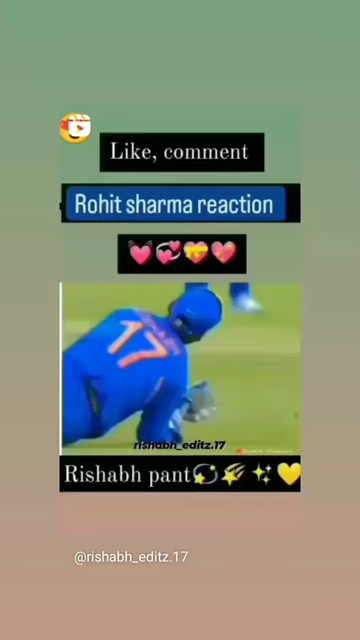 Like, comment
Rohit sharma reaction
💓💞💝💖
17
rishabh_editz.17
Rishabh pant💫🌠✨💛
@rishabh_editz.17